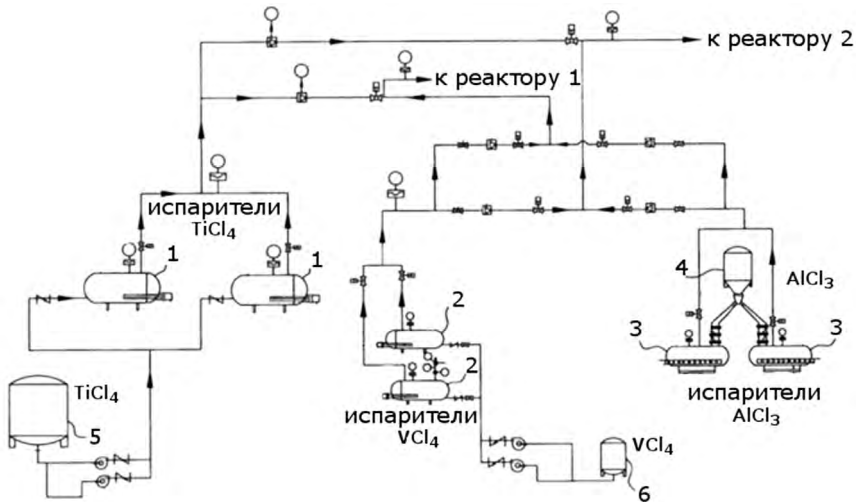 к реактору 2
к реактору 1
испарители
TiCl4
1
1
4
AlCl3
2
3
3
2
испарители
AlCl3
TiCl4
испарители
VCl4
5
VCl4
6